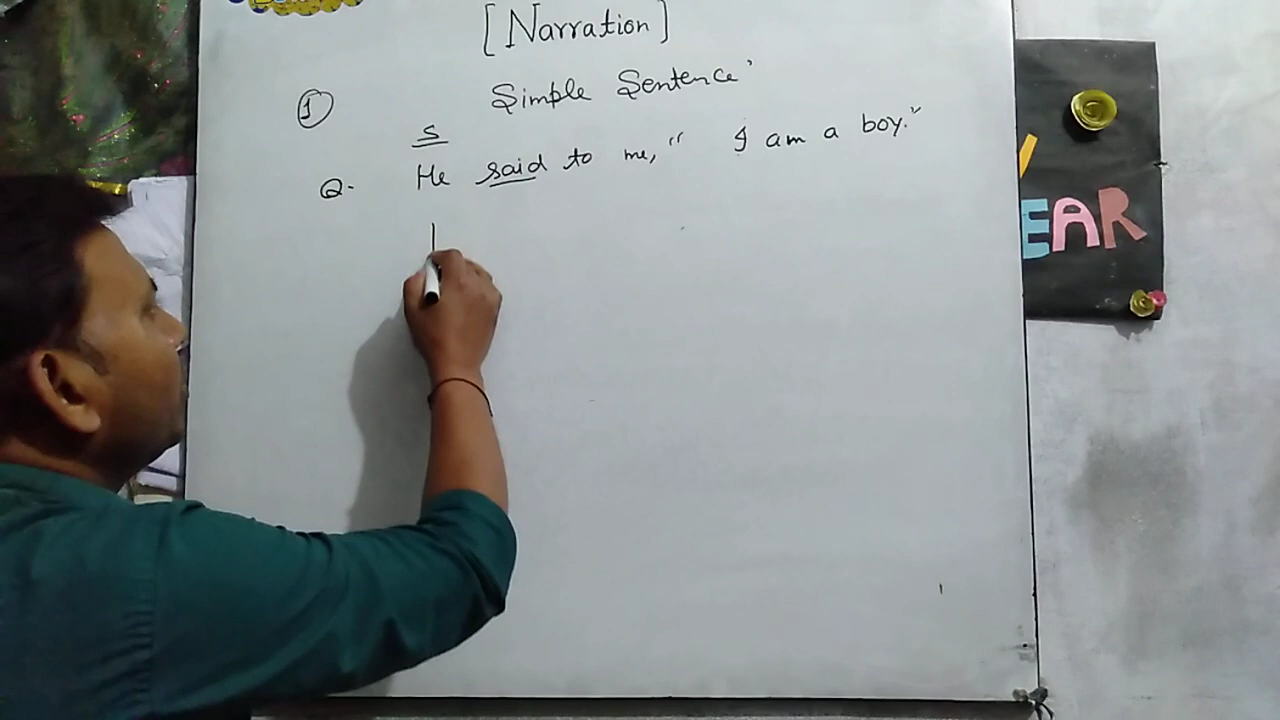 [Narration]
① Simple Sentence'
S
Q- He said to me, " I am a boy."
EAR